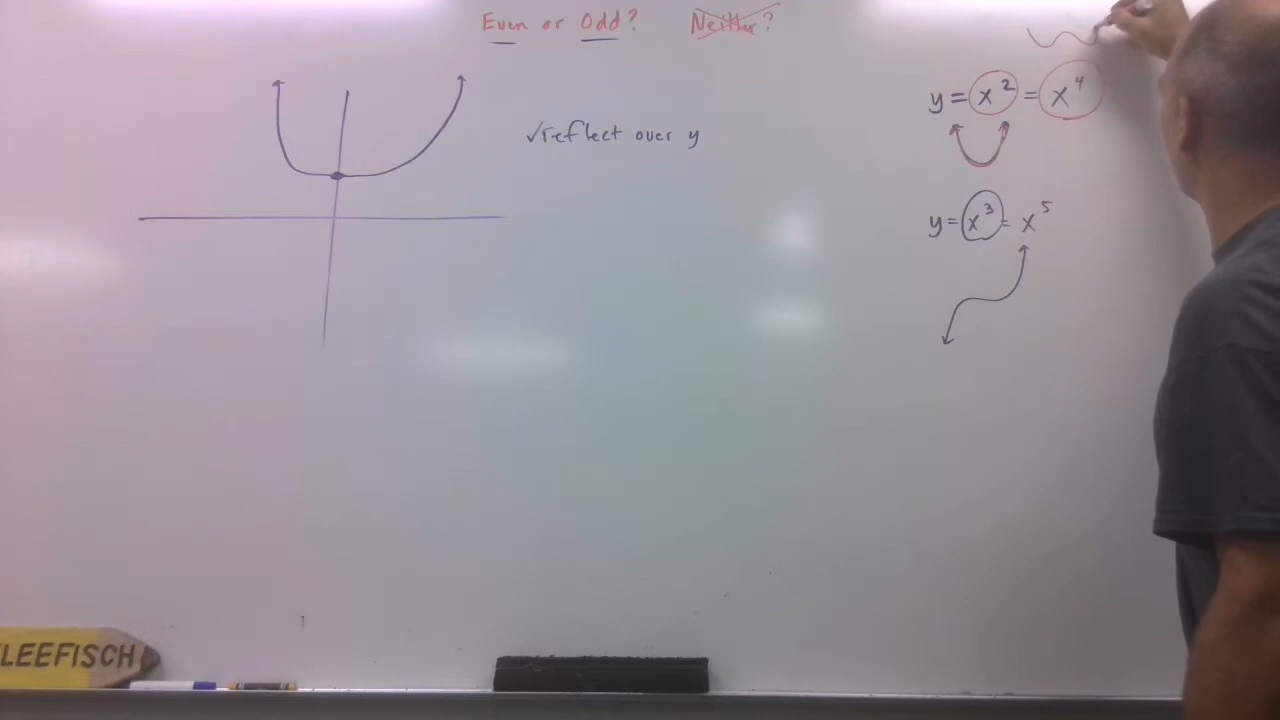 Even or Odd? Neither?
√reflect over y
y = x² = x⁴
y = x³ = x⁵
LEEFISCH